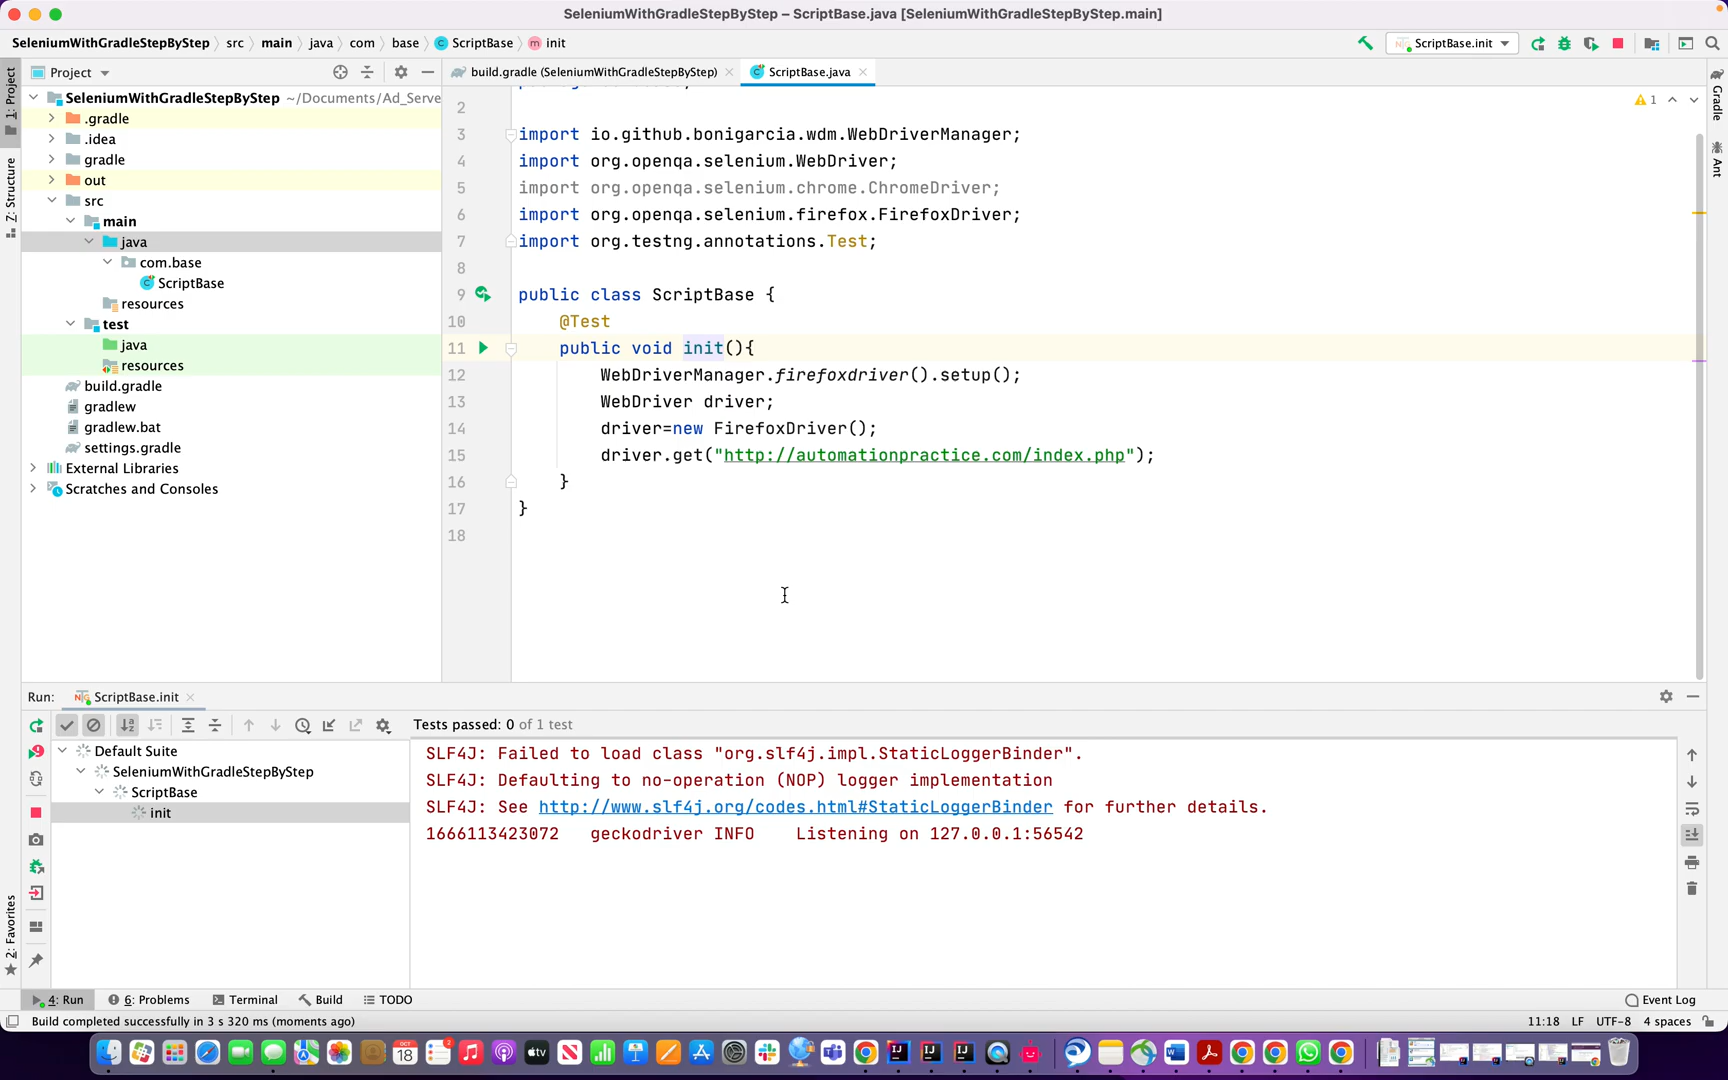 SeleniumWithGradleStepByStep – ScriptBase.java [SeleniumWithGradleStepByStep.main]
SeleniumWithGradleStepByStep src main java com base ScriptBase init
ScriptBase.init
Project
build.gradle (SeleniumWithGradleStepByStep)
ScriptBase.java
1: Project
Z: Structure
2: Favorites
Gradle
Ant
SeleniumWithGradleStepByStep ~/Documents/Ad_Serve
.gradle
.idea
gradle
out
src
main
java
com.base
ScriptBase
resources
test
java
resources
build.gradle
gradlew
gradlew.bat
settings.gradle
External Libraries
Scratches and Consoles
1
2
3 import io.github.bonigarcia.wdm.WebDriverManager;
4 import org.openqa.selenium.WebDriver;
5 import org.openqa.selenium.chrome.ChromeDriver;
6 import org.openqa.selenium.firefox.FirefoxDriver;
7 import org.testng.annotations.Test;
8
9 public class ScriptBase {
10 @Test
11 public void init(){
12 WebDriverManager.firefoxdriver().setup();
13 WebDriver driver;
14 driver=new FirefoxDriver();
15 driver.get("http://automationpractice.com/index.php");
16 }
17 }
18
Run: ScriptBase.init
Tests passed: 0 of 1 test
Default Suite
SeleniumWithGradleStepByStep
ScriptBase
init
SLF4J: Failed to load class "org.slf4j.impl.StaticLoggerBinder".
SLF4J: Defaulting to no-operation (NOP) logger implementation
SLF4J: See http://www.slf4j.org/codes.html#StaticLoggerBinder for further details.
1666113423072 geckodriver INFO Listening on 127.0.0.1:56542
4: Run 6: Problems Terminal Build TODO
Event Log
Build completed successfully in 3 s 320 ms (moments ago)
11:18 LF UTF-8 4 spaces
OCT
18
tv